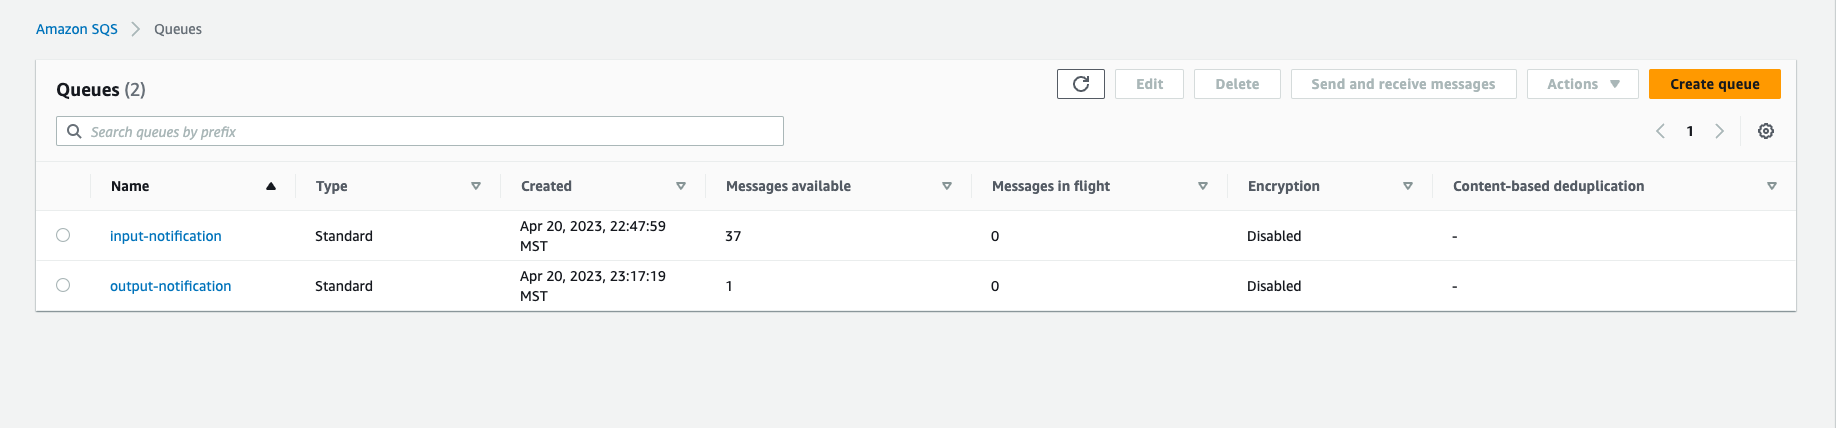 Amazon SQS > Queues
Queues (2)
Edit
Delete
Send and receive messages
Actions
Create queue
Search queues by prefix
1
Name Type Created Messages available Messages in flight Encryption Content-based deduplication
input-notification Standard Apr 20, 2023, 22:47:59 MST 37 0 Disabled -
output-notification Standard Apr 20, 2023, 23:17:19 MST 1 0 Disabled -